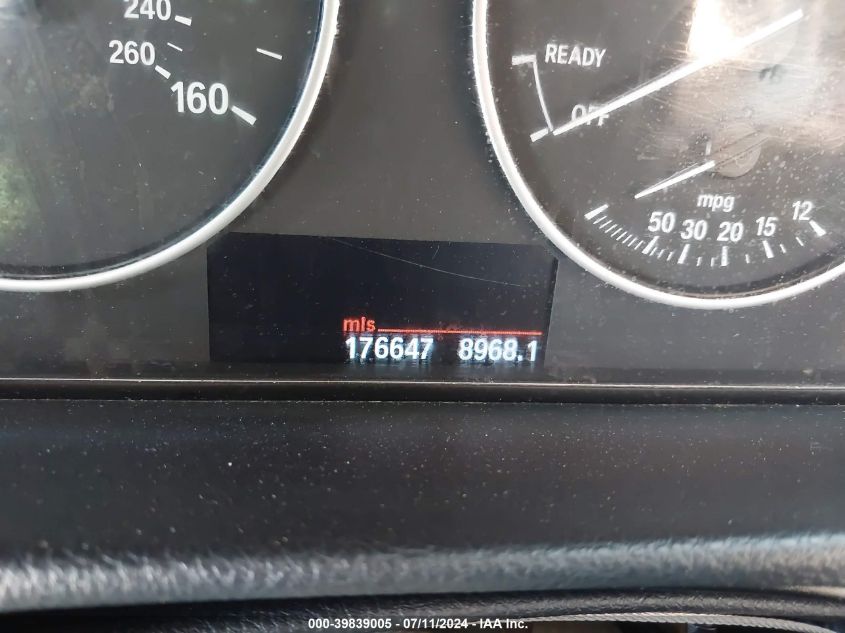 240
260
160
READY
OFF
mpg
50 30 20 15 12
mls
176647 8968.1
000-39839005 - 07/11/2024 - IAA Inc.